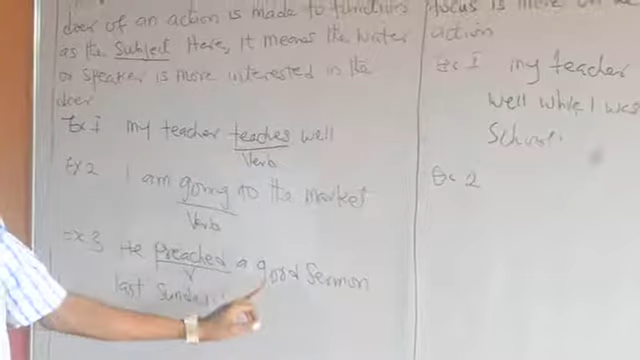 doer of an action is made to function
as the Subject Here, it means the writer
or speaker is more interested in the
doer
Ex 1 my teacher teaches well
Verb
Ex 2 I am going to the market
Verb
Ex 3 He Preached a good Sermon
V
last Sunday
focus is more on
action
Ex 1 my teacher
well while I was
School
Ex 2